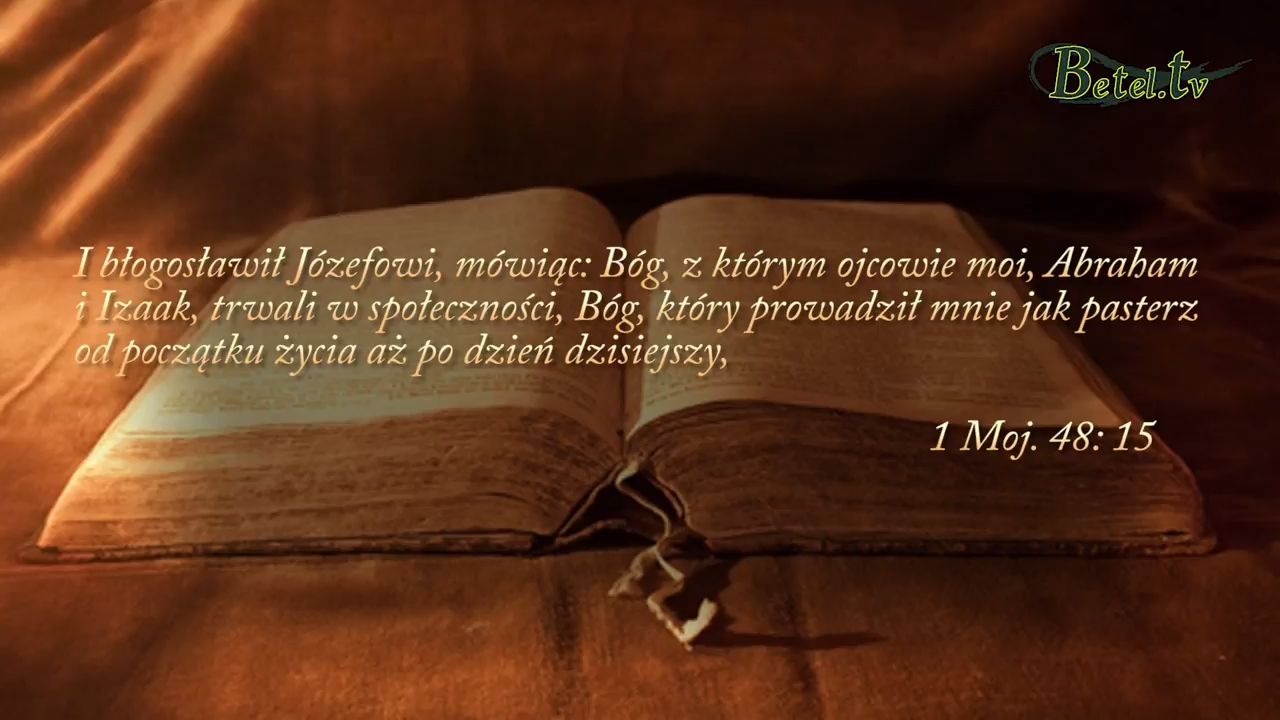 Betel.tv
I błogosławił Józefowi, mówiąc: Bóg, z którym ojcowie moi, Abraham
i Izaak, trwali w społeczności, Bóg, który prowadził mnie jak pasterz
od początku życia aż po dzień dzisiejszy,
1 Moj. 48: 15